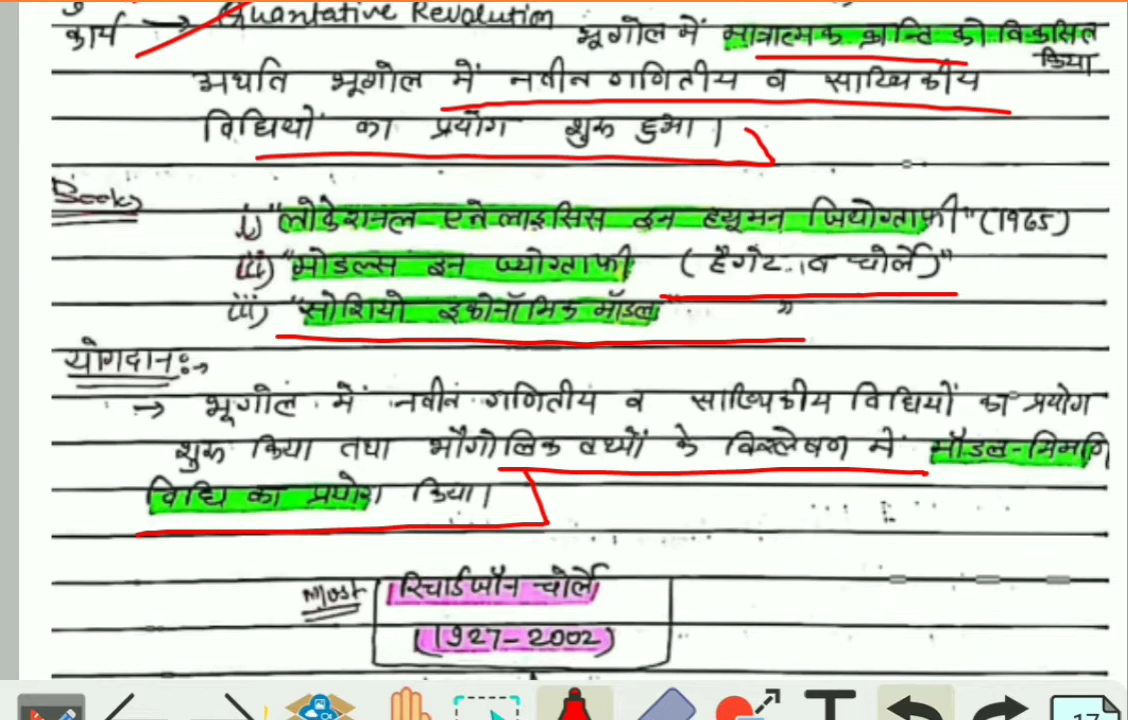 Quantative Revolution
कार्य → भूगोल में मात्रात्मक क्रान्ति को विकसित किया
अर्थात भूगोल में नवीन गणितीय व सांख्यिकीय
विधियों का प्रयोग शुरू हुआ।
Books
i) "लोकेशनल एनेलाइसिस इन ह्यूमन जियोग्राफी" (1965)
ii) "मोडल्स इन ज्योग्राफी (हैगेट व चोर्ले)"
iii) "सोशियो इकोनॉमिक मॉडल" "
योगदान:→
→ भूगोल में नवीन गणितीय व सांख्यिकीय विधियों का प्रयोग
शुरू किया तथा भौगोलिक तथ्यों के विश्लेषण में मॉडल-निर्माण
विधि का प्रयोग किया।
Most रिचार्ड जॉन चोर्ले
(1927-2002)
T 17